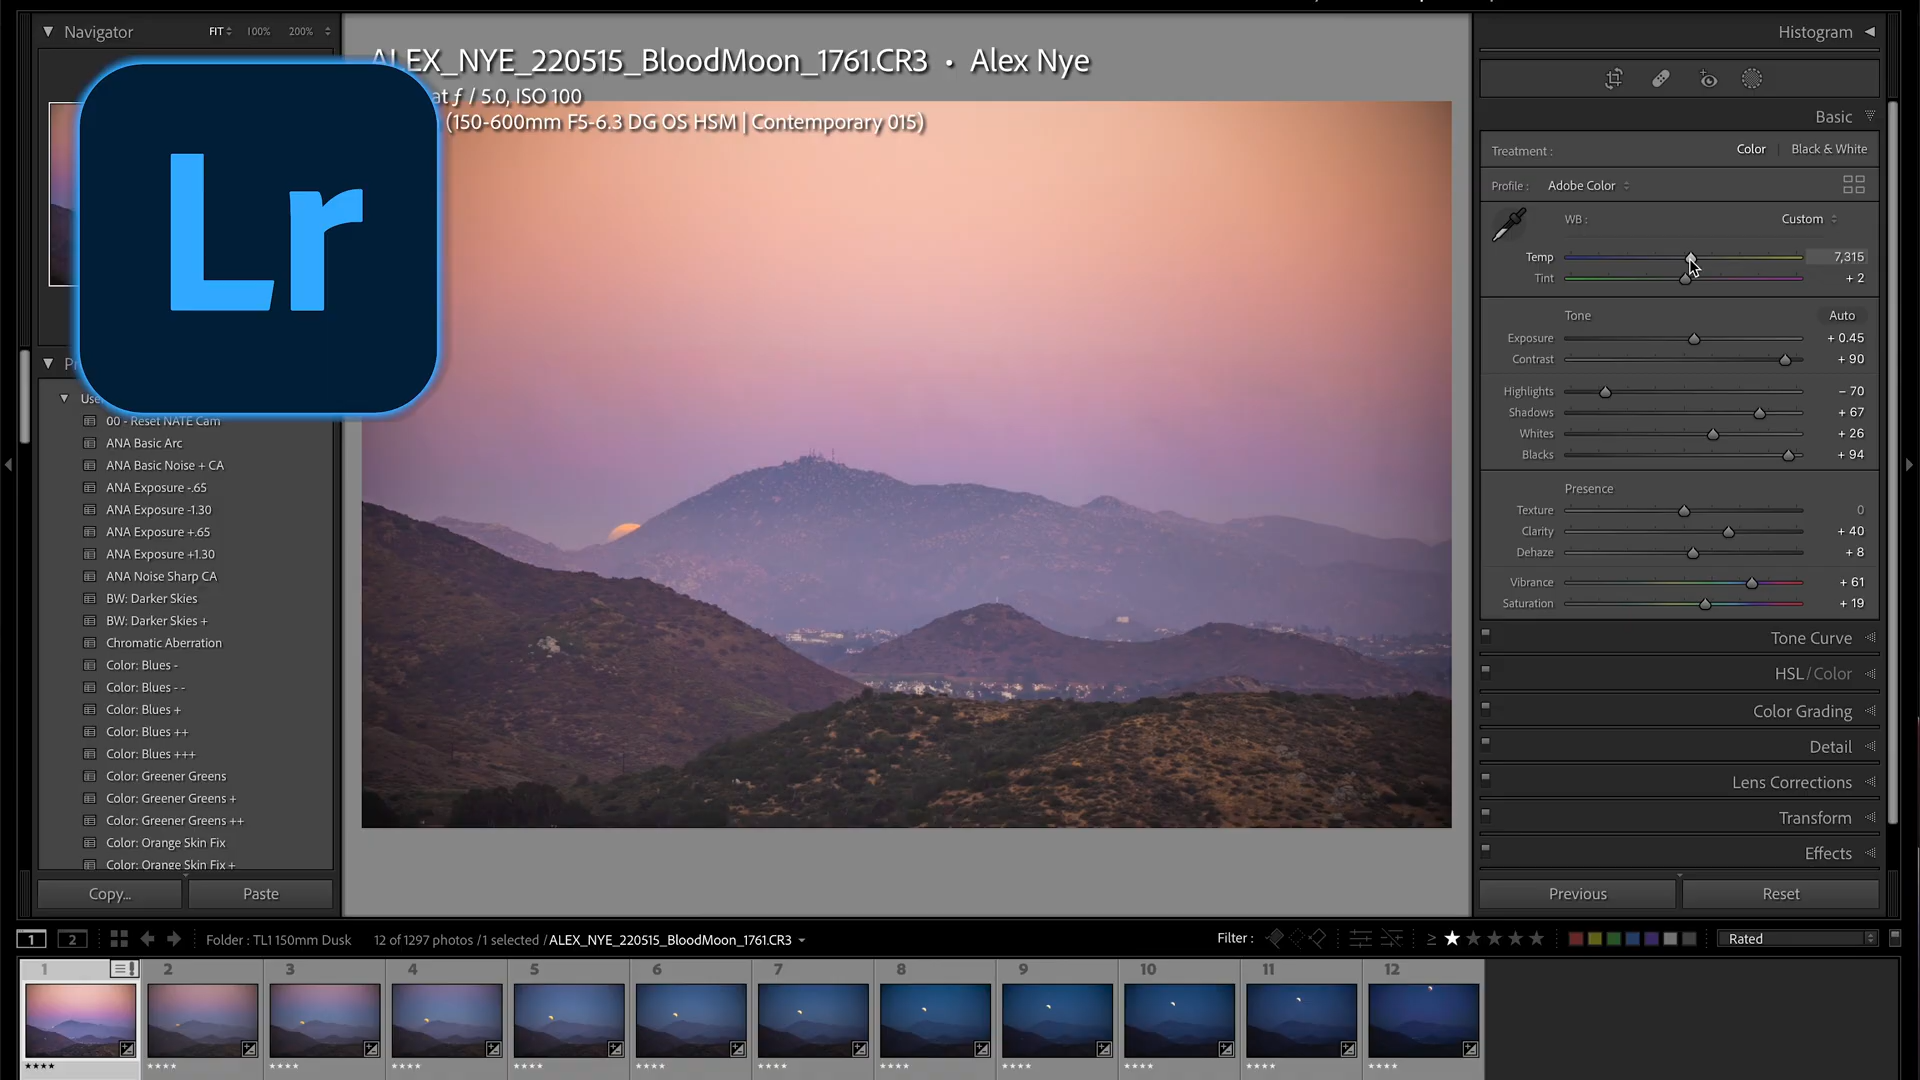 Navigator
FIT
100%
200%
Lr
ALEX_NYE_220515_BloodMoon_1761.CR3 • Alex Nye
at ƒ / 5.0, ISO 100
(150-600mm F5-6.3 DG OS HSM | Contemporary 015)
00 - Reset NATE Cam
ANA Basic Arc
ANA Basic Noise + CA
ANA Exposure -.65
ANA Exposure -1.30
ANA Exposure +.65
ANA Exposure +1.30
ANA Noise Sharp CA
BW: Darker Skies
BW: Darker Skies +
Chromatic Aberration
Color: Blues -
Color: Blues - -
Color: Blues +
Color: Blues ++
Color: Blues +++
Color: Greener Greens
Color: Greener Greens +
Color: Greener Greens ++
Color: Orange Skin Fix
Color: Orange Skin Fix +
Copy...
Paste
Histogram
Basic
Treatment :
Color
Black & White
Profile :
Adobe Color
WB :
Custom
Temp
7,315
Tint
+ 2
Tone
Auto
Exposure
+ 0.45
Contrast
+ 90
Highlights
− 70
Shadows
+ 67
Whites
+ 26
Blacks
+ 94
Presence
Texture
0
Clarity
+ 40
Dehaze
+ 8
Vibrance
+ 61
Saturation
+ 19
Tone Curve
HSL / Color
Color Grading
Detail
Lens Corrections
Transform
Effects
Previous
Reset
1
2
Folder : TL1 150mm Dusk
12 of 1297 photos /1 selected /ALEX_NYE_220515_BloodMoon_1761.CR3
Filter :
≥ ★★★★★
Rated
1
2
3
4
5
6
7
8
9
10
11
12